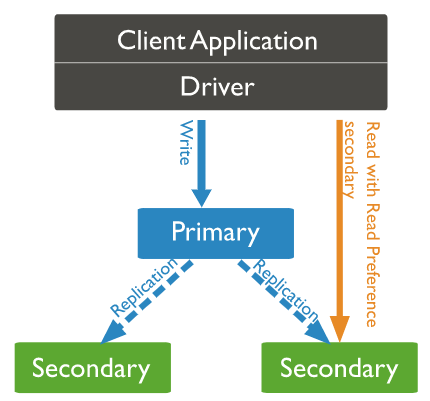 Client Application
Driver
Write
Read with Read Preference
secondary
Primary
Replication
Replication
Secondary
Secondary